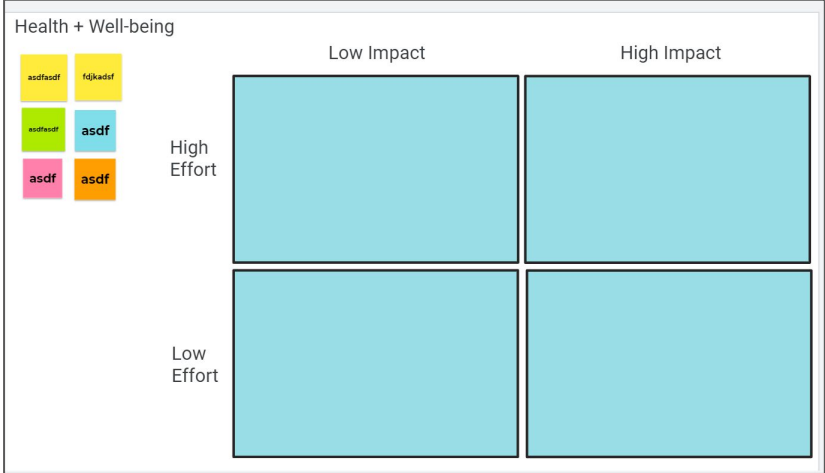 Health + Well-being
Low Impact
High Impact
asdfasdf
fdjkadsf
asdfasdf
asdf
asdf
asdf
High
Effort
Low
Effort